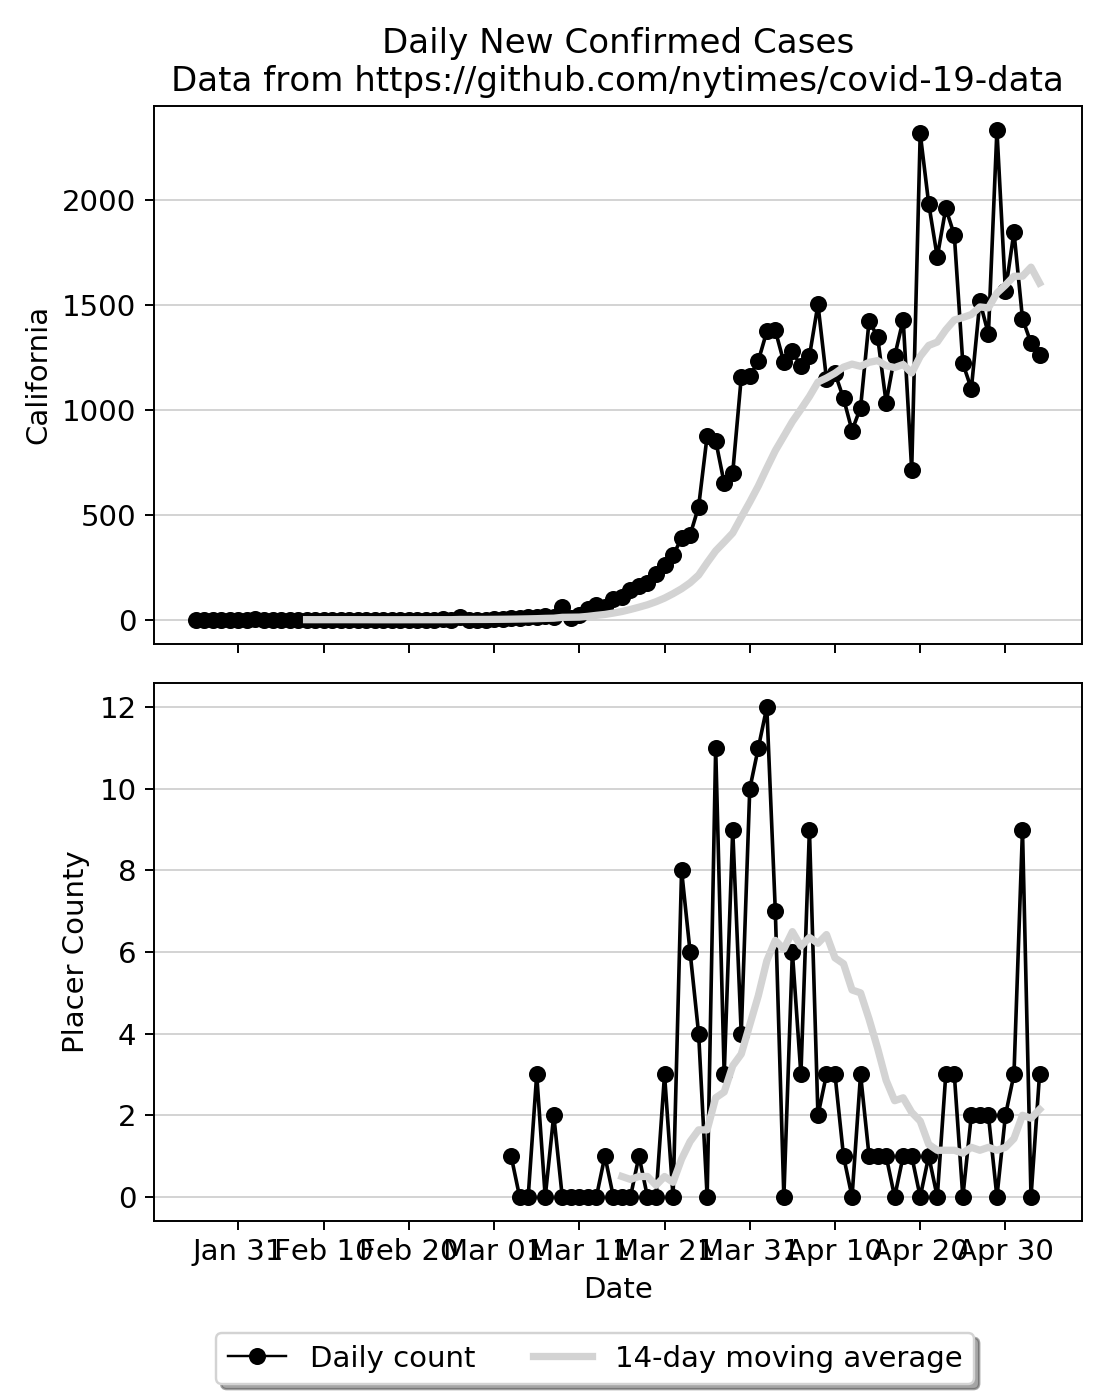 Daily New Confirmed Cases
Data from https://github.com/nytimes/covid-19-data
2000
1500
1000
500
0
California
12
10
8
6
4
2
0
Placer County
Jan 31 Feb 10 Feb 20 Mar 01 Mar 11 Mar 21 Mar 31 Apr 10 Apr 20 Apr 30
Date
Daily count 14-day moving average